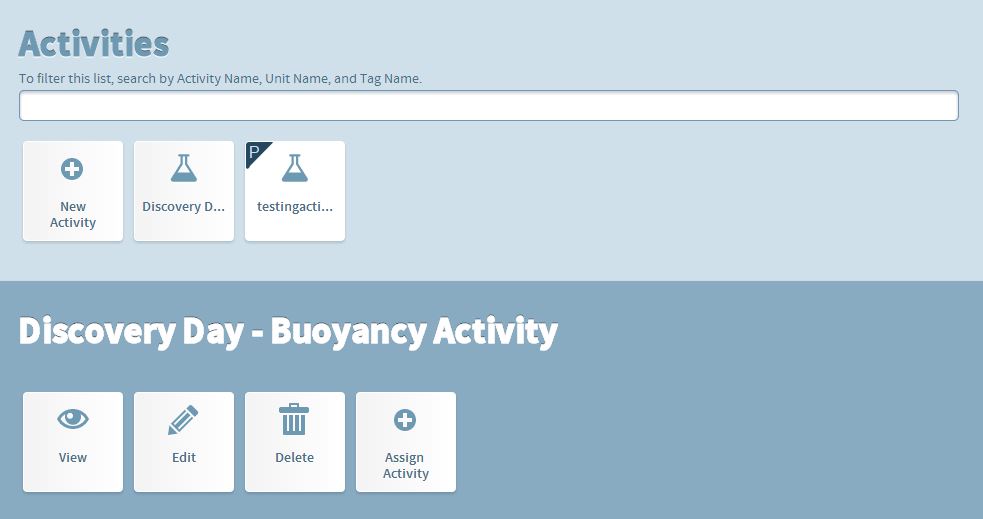 Activities
To filter this list, search by Activity Name, Unit Name, and Tag Name.
New
Activity
Discovery D...
P
testingacti...
Discovery Day - Buoyancy Activity
View
Edit
Delete
Assign
Activity